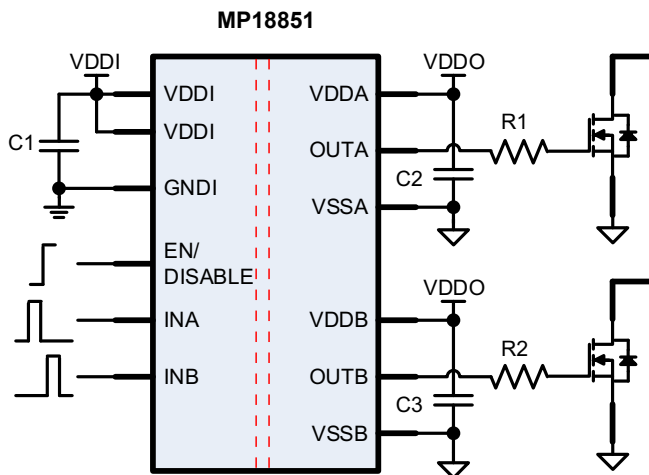 MP18851
VDDI
VDDO
VDDI
VDDA
R1
VDDI
C1
OUTA
C2
GNDI
VSSA
EN/
DISABLE
VDDO
INA
VDDB
R2
INB
OUTB
C3
VSSB